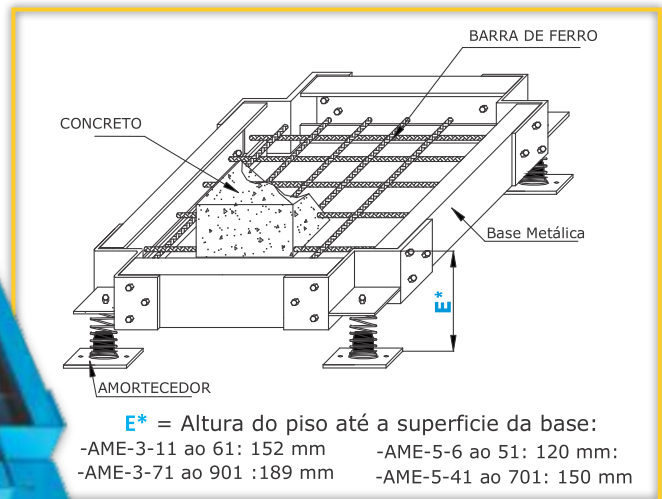 BARRA DE FERRO
CONCRETO
Base Metálica
E*
AMORTECEDOR
E* = Altura do piso até a superficie da base:
-AME-3-11 ao 61: 152 mm
-AME-3-71 ao 901 :189 mm
-AME-5-6 ao 51: 120 mm:
-AME-5-41 ao 701: 150 mm